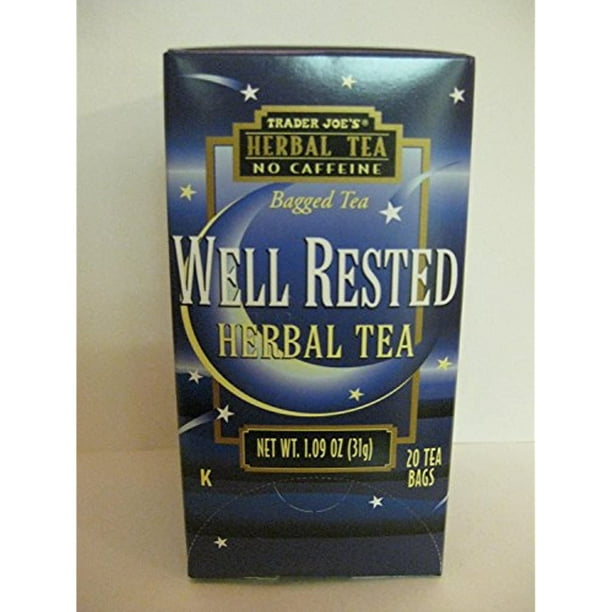 TRADER JOE'S®
HERBAL TEA
NO CAFFEINE
Bagged Tea
WELL RESTED
HERBAL TEA
NET WT. 1.09 OZ (31g)
K
20 TEA
BAGS